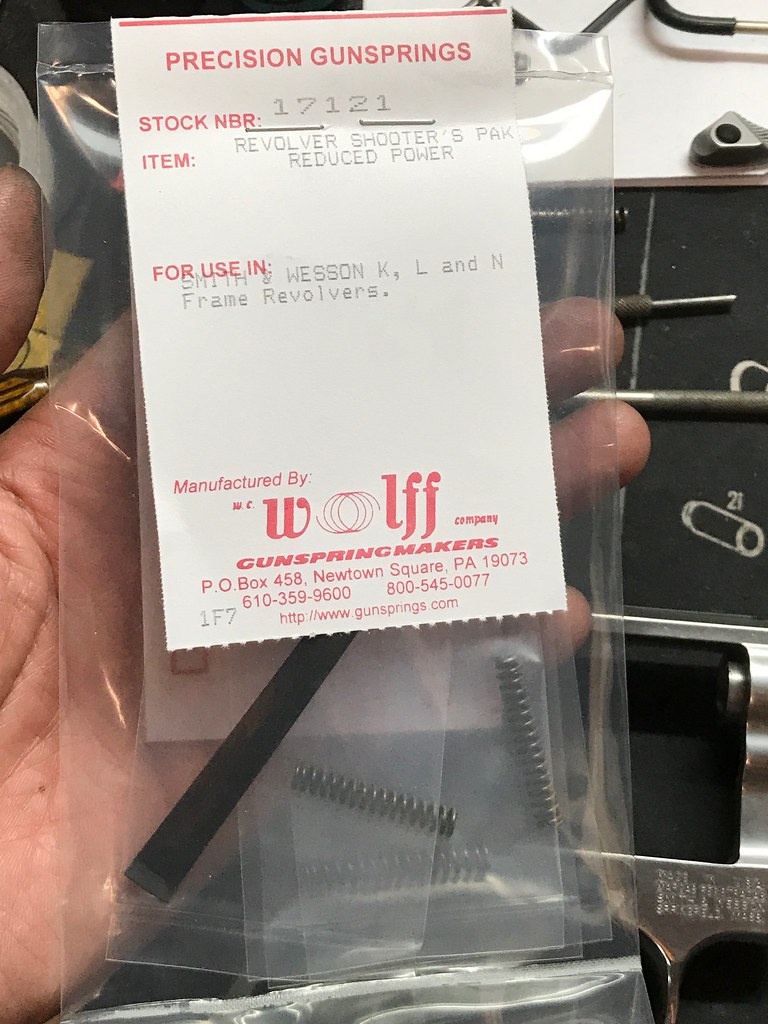 PRECISION GUNSPRINGS
STOCK NBR: 17121
ITEM: REVOLVER SHOOTER'S PAK
REDUCED POWER
FOR USE IN: SMITH & WESSON K, L and N
Frame Revolvers.
Manufactured By:
w.c. wolff company
GUNSPRINGMAKERS
P.O.Box 458, Newtown Square, PA 19073
610-359-9600 800-545-0077
1F7 http://www.gunsprings.com
21
MADE IN U.S.A.